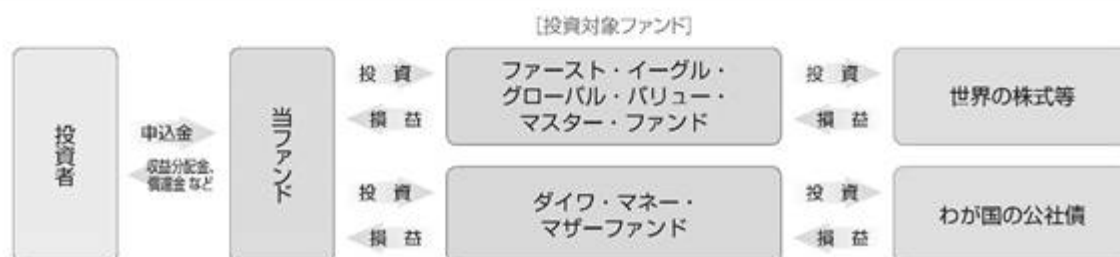 [投資対象ファンド]
投資者
申込金
収益分配金、
償還金 など
当ファンド
投 資
損 益
ファースト・イーグル・
グローバル・バリュー・
マスター・ファンド
投 資
損 益
世界の株式等
投 資
損 益
ダイワ・マネー・
マザーファンド
投 資
損 益
わが国の公社債